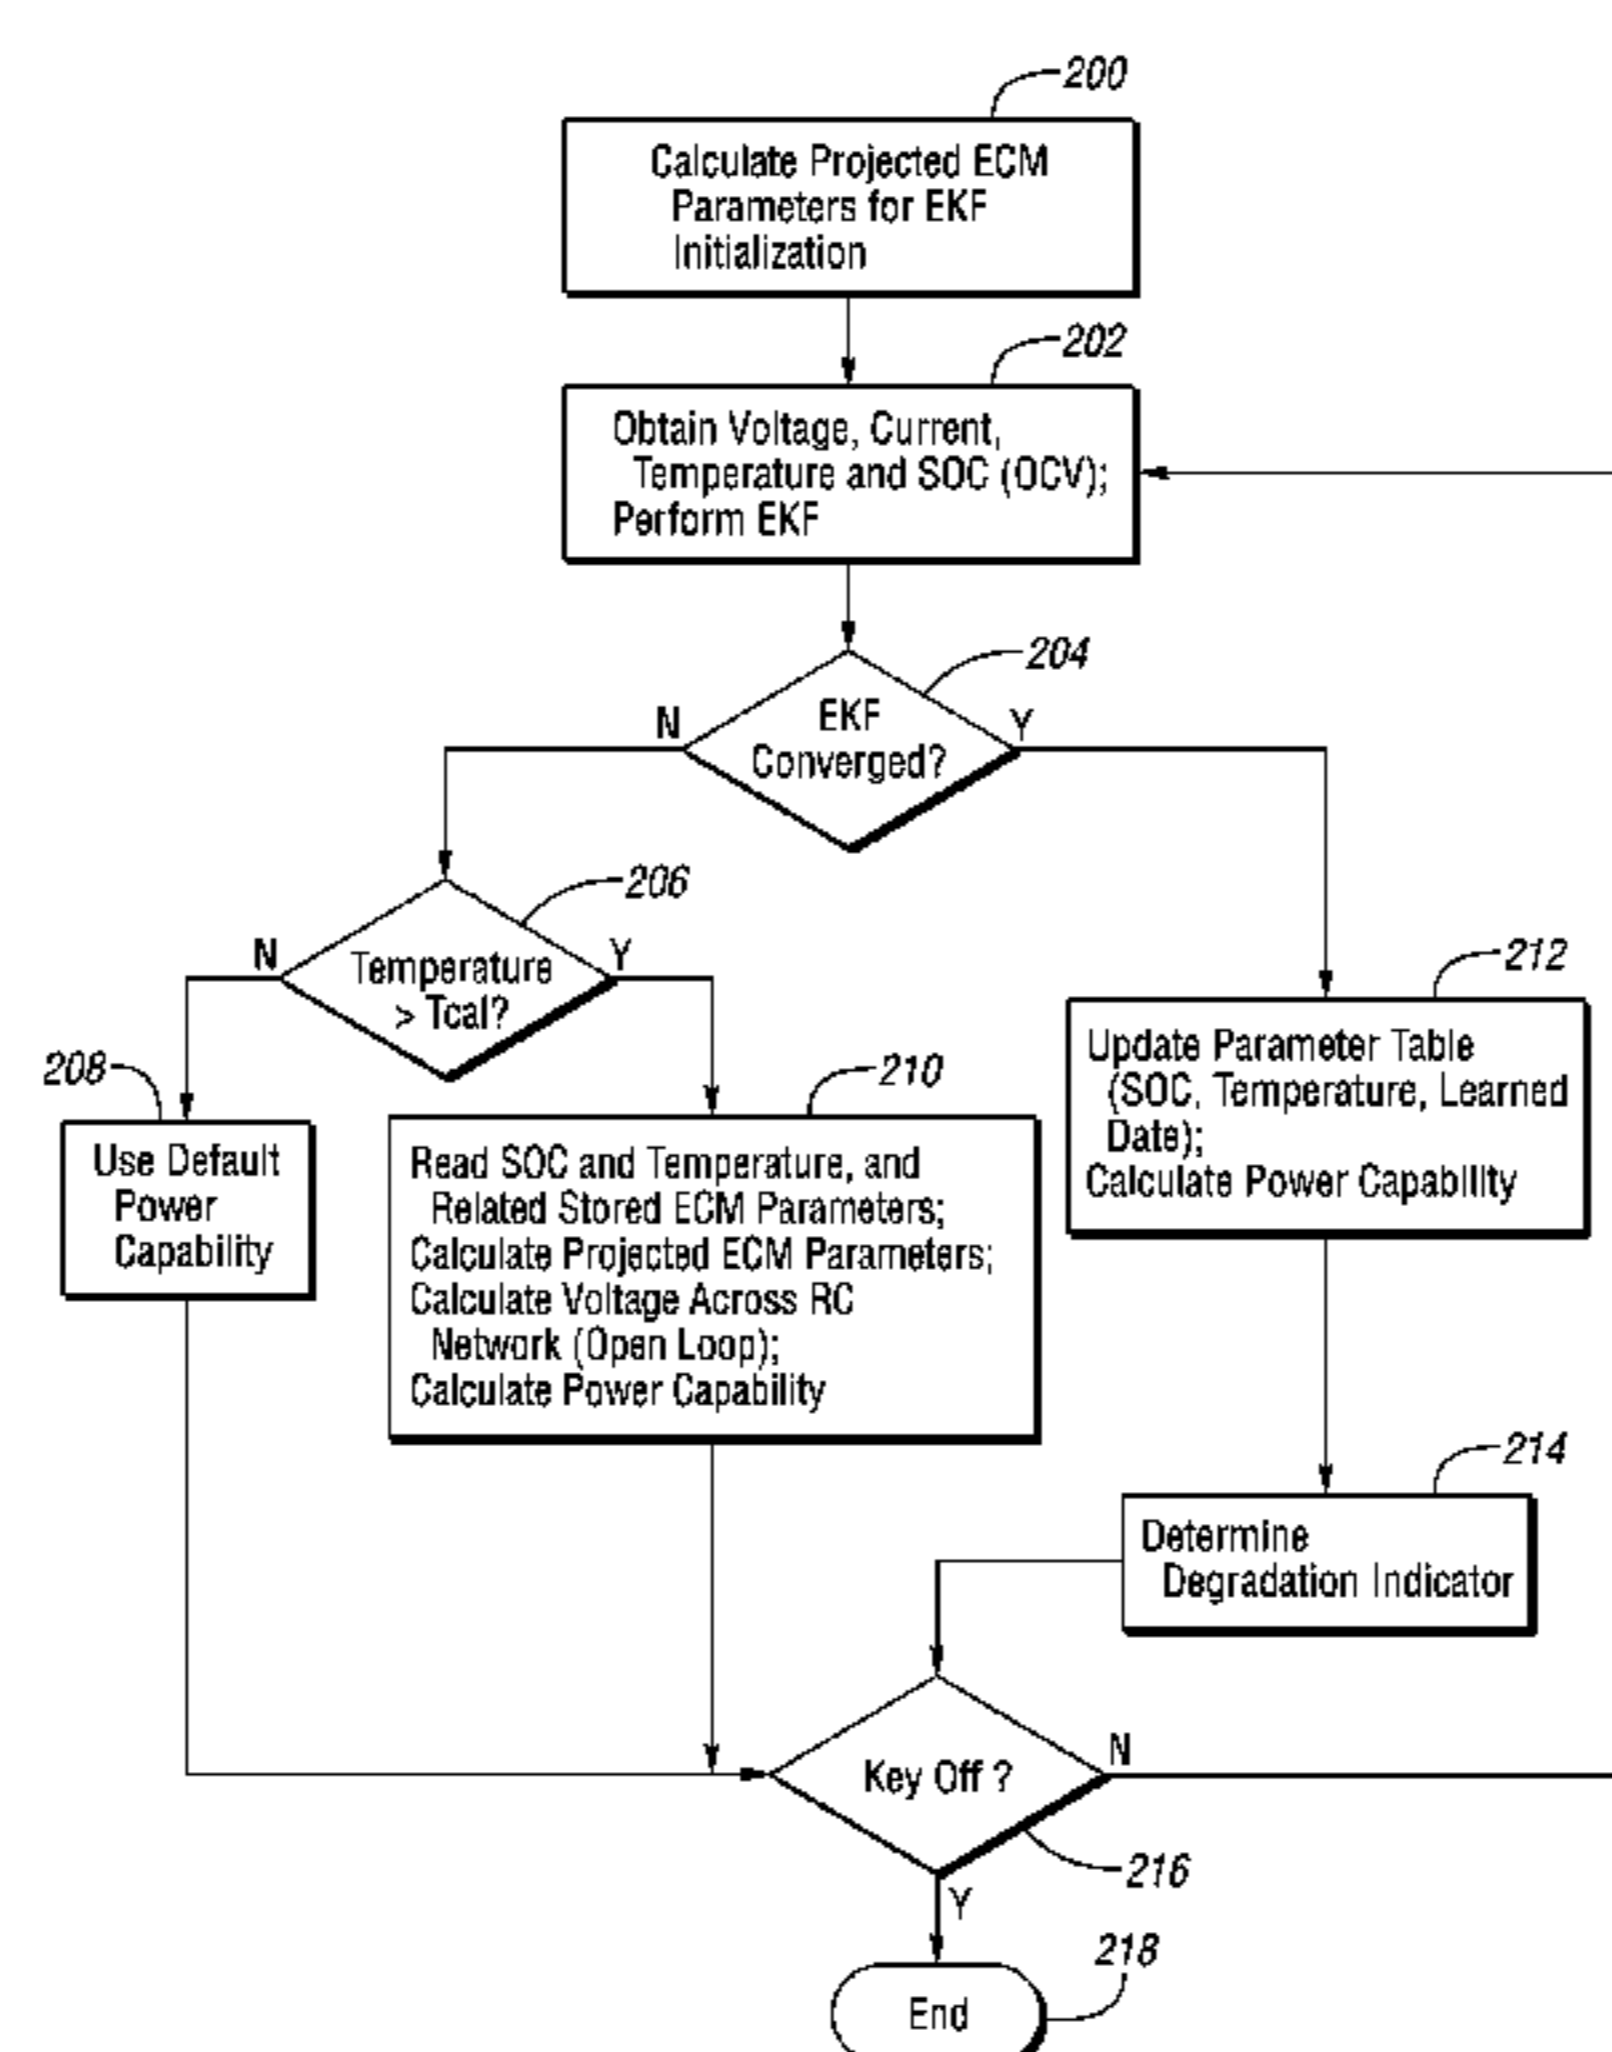 200
Calculate Projected ECM
Parameters for EKF
Initialization
202
Obtain Voltage, Current,
Temperature and SOC (OCV);
Perform EKF
204
N
EKF
Converged?
Y
206
N
Temperature
> Tcal?
Y
208
Use Default
Power
Capability
210
Read SOC and Temperature, and
Related Stored ECM Parameters;
Calculate Projected ECM Parameters;
Calculate Voltage Across RC
Network (Open Loop);
Calculate Power Capability
212
Update Parameter Table
(SOC, Temperature, Learned
Date);
Calculate Power Capability
214
Determine
Degradation Indicator
Key Off ?
N
216
Y
218
End